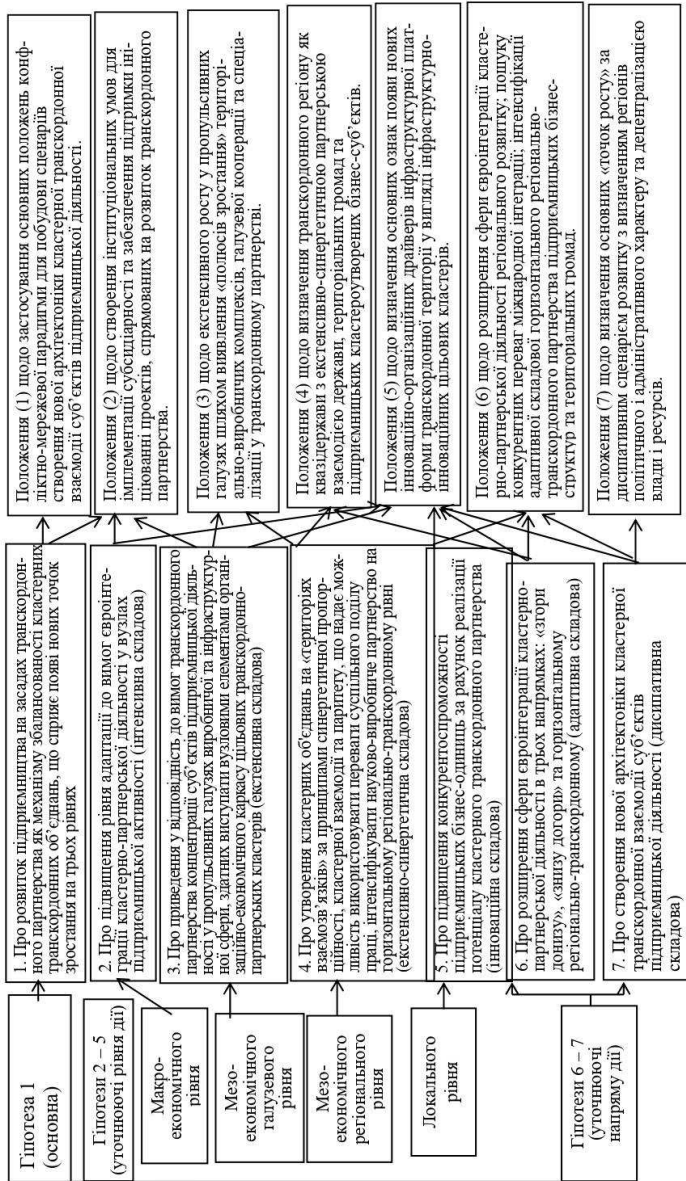 Гіпотеза 1
(основна)
Гіпотези 2 – 5
(уточнюючі рівня дії)
Макро-
економічного
рівня
Мезо-
економічного
галузевого
рівня
Мезо-
економічного
регіонального
рівня
Локального
рівня
Гіпотези 6 – 7
(уточнюючі
напряму дії)
1. Про розвиток підприємництва на засадах транскордон-
ного партнерства як механізму збалансованості кластерних
транскордонних об’єднань, що сприяє появі нових точок
зростання на трьох рівнях
2. Про підвищення рівня адаптації до вимог євроінте-
грації кластерно-партнерської діяльності у вузлах
підприємницької активності (інтенсивна складова)
3. Про приведення у відповідність до вимог транскордонного
партнерства концентрації суб’єктів підприємницької діяль-
ності у пропульсивних галузях виробничої та інфраструктур-
ної сфери, здатних виступати вузловими елементами органі-
заційно-економічного каркасу цільових транскордонно-
партнерських кластерів (екстенсивна складова)
4. Про утворення кластерних об’єднань на «територіях
взаємозв’язків» за принципами синергетичної пропор-
ційності, кластерної взаємодії та паритету, що надає мож-
ливість використовувати переваги суспільного поділу
праці, інтенсифікувати науково-виробниче партнерство на
горизонтальному регіонально-транскордонному рівні
(екстенсивно-синергетична складова)
5. Про підвищення конкурентоспроможності
підприємницьких бізнес-одиниць за рахунок реалізації
потенціалу кластерного транскордонного партнерства
(інноваційна складова)
6. Про розширення сфери євроінтеграції кластерно-
партнерської діяльності в трьох напрямках: «згори
донизу», «знизу догори» та горизонтальному
регіонально-транскордонному (адаптивна складова)
7. Про створення нової архітектоніки кластерної
транскордонної взаємодії суб’єктів
підприємницької діяльності (дисипативна
складова)
Положення (1) щодо застосування основних положень конф-
ліктно-мережевої парадигми для побудови сценаріїв
створення нової архітектоніки кластерної транскордонної
взаємодії суб’єктів підприємницької діяльності.
Положення (2) щодо створення інституціональних умов для
імплементації субсидіарності та забезпечення підтримки іні-
ційовані проектів, спрямованих на розвиток транскордонного
партнерства.
Положення (3) щодо екстенсивного росту у пропульсивних
галузях шляхом виявлення «полюсів зростання» територі-
ально-виробничих комплексів, галузевої кооперації та спеціа-
лізації у транскордонному партнерстві.
Положення (4) щодо визначення транскордонного регіону як
квазідержави з екстенсивно-синергетичною партнерською
взаємодією держави, територіальних громад та
підприємницьких кластероутворених бізнес-суб’єктів.
Положення (5) щодо визначення основних ознак появи нових
інноваційно-організаційних драйверів інфраструктурної плат-
форми транскордонної території у вигляді інфраструктурно-
інноваційних цільових кластерів.
Положення (6) щодо розширення сфери євроінтеграції класте-
рно-партнерської діяльності регіонального розвитку; пошуку
конкурентних переваг міжнародної інтеграції; інтенсифікації
адаптивної складової горизонтального регіонально-
транскордонного партнерства підприємницьких бізнес-
структур та територіальних громад.
Положення (7) щодо визначення основних «точок росту» за
дисипативним сценарієм розвитку з визначенням регіонів
політичного і адміністративного характеру та децентралізацією
влади і ресурсів.